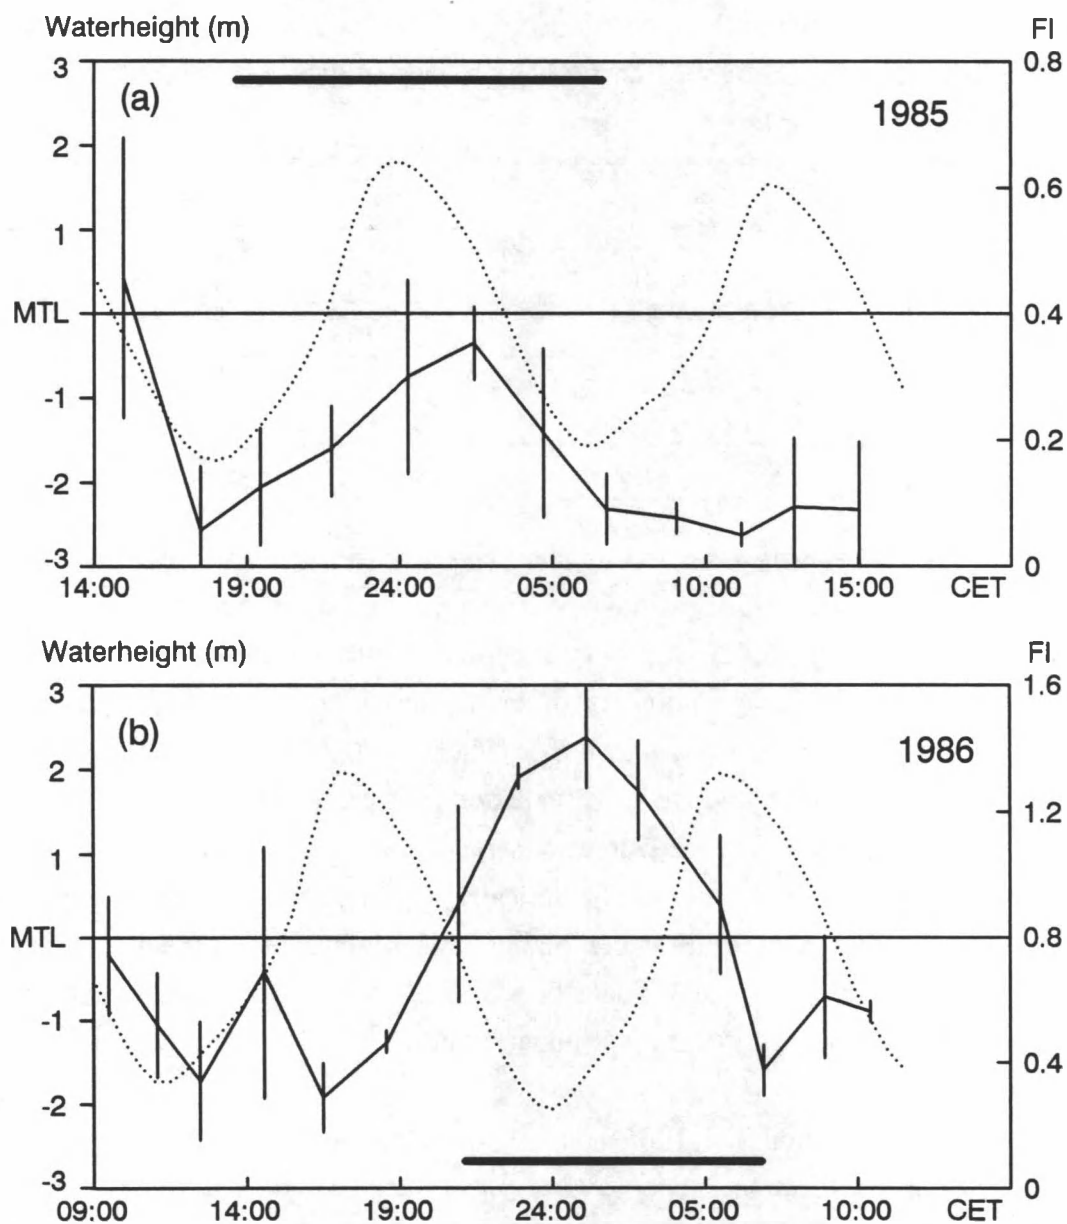 Waterheight (m) FI
3 0.8
(a) 1985
2
0.6
1
MTL 0.4
-1
0.2
-2
-3 0
14:00 19:00 24:00 05:00 10:00 15:00 CET
Waterheight (m) FI
3 1.6
(b) 1986
2
1.2
1
MTL 0.8
-1
0.4
-2
-3 0
09:00 14:00 19:00 24:00 05:00 10:00 CET